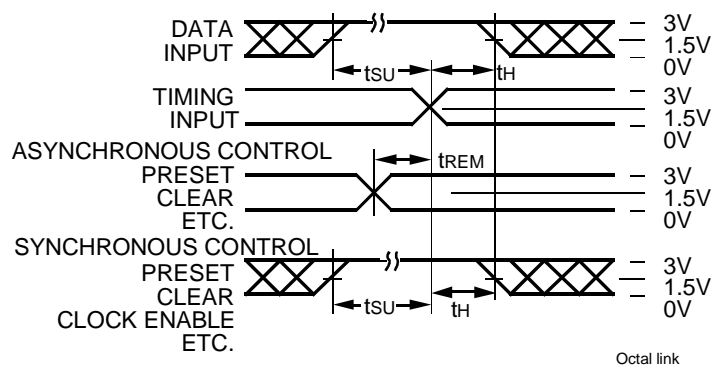 DATA
INPUT
3V
1.5V
0V
tSU
tH
TIMING
INPUT
3V
1.5V
0V
ASYNCHRONOUS CONTROL
tREM
PRESET
CLEAR
ETC.
3V
1.5V
0V
SYNCHRONOUS CONTROL
PRESET
CLEAR
CLOCK ENABLE
ETC.
3V
1.5V
0V
tSU
tH
Octal link